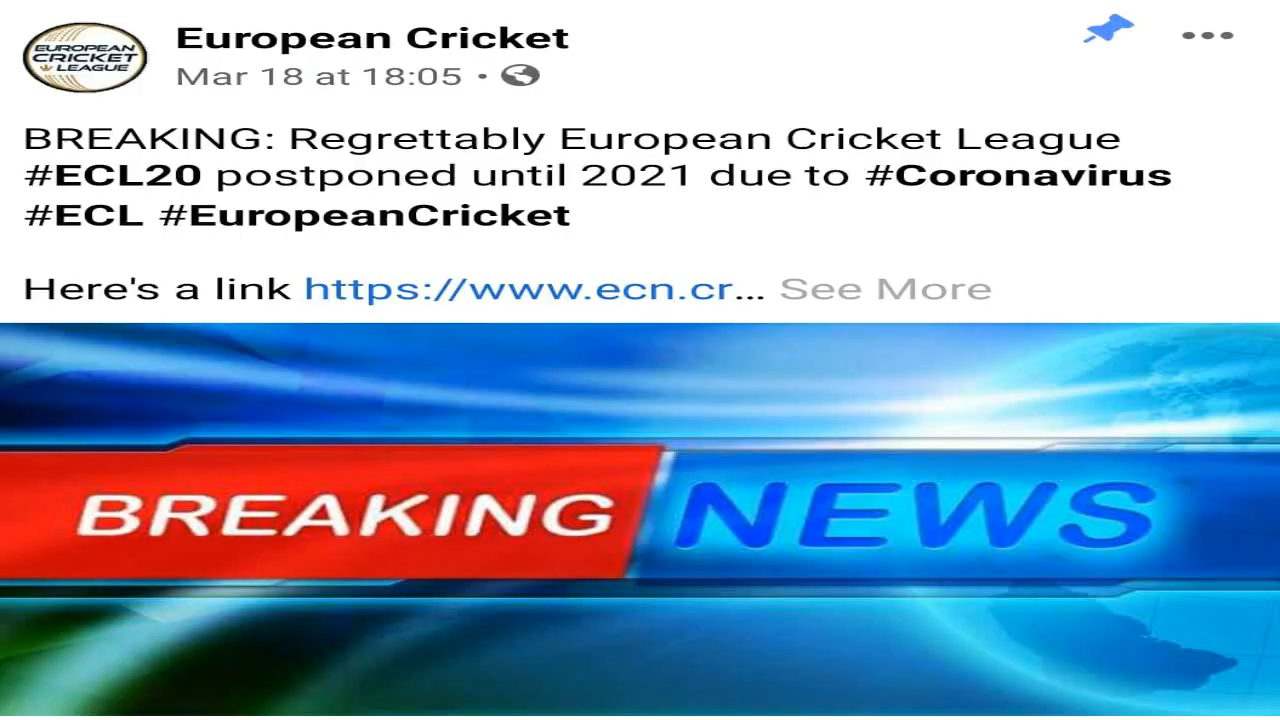 EUROPEAN
CRICKET
LEAGUE
European Cricket
Mar 18 at 18:05 •
BREAKING: Regrettably European Cricket League
#ECL20 postponed until 2021 due to #Coronavirus
#ECL #EuropeanCricket
Here's a link https://www.ecn.cr... See More
BREAKING NEWS